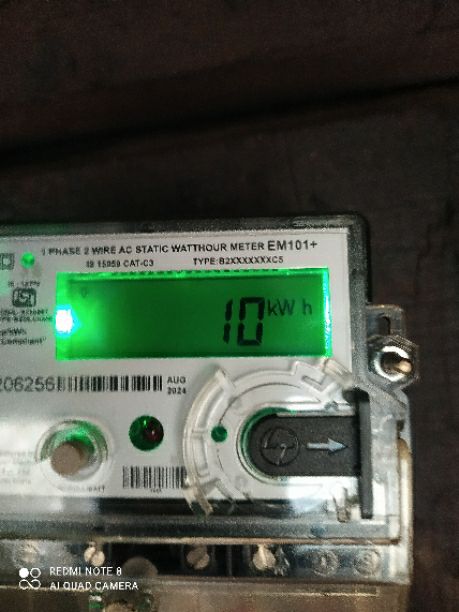 1 PHASE 2 WIRE AC STATIC WATTHOUR METER EM101+
IS 15959 CAT-C3 TYPE:B2XXXXXXXC5
10 kWh
206256
AUG
2024
REDMI NOTE 8
AI QUAD CAMERA